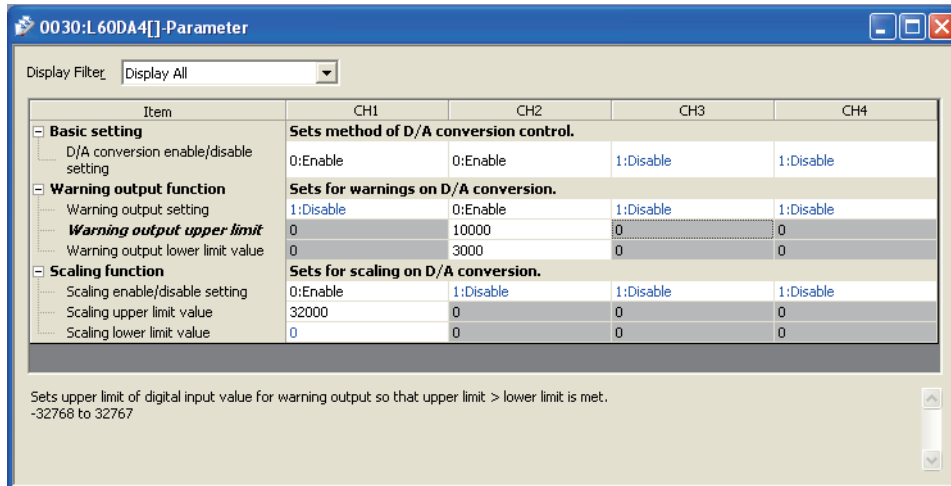 0030:L60DA4[]-Parameter
Display Filter Display All
Item CH1 CH2 CH3 CH4
Basic setting Sets method of D/A conversion control.
D/A conversion enable/disable setting 0:Enable 0:Enable 1:Disable 1:Disable
Warning output function Sets for warnings on D/A conversion.
Warning output setting 1:Disable 0:Enable 1:Disable 1:Disable
Warning output upper limit 0 10000 0 0
Warning output lower limit value 0 3000 0 0
Scaling function Sets for scaling on D/A conversion.
Scaling enable/disable setting 0:Enable 1:Disable 1:Disable 1:Disable
Scaling upper limit value 32000 0 0 0
Scaling lower limit value 0 0 0 0
Sets upper limit of digital input value for warning output so that upper limit > lower limit is met.
-32768 to 32767